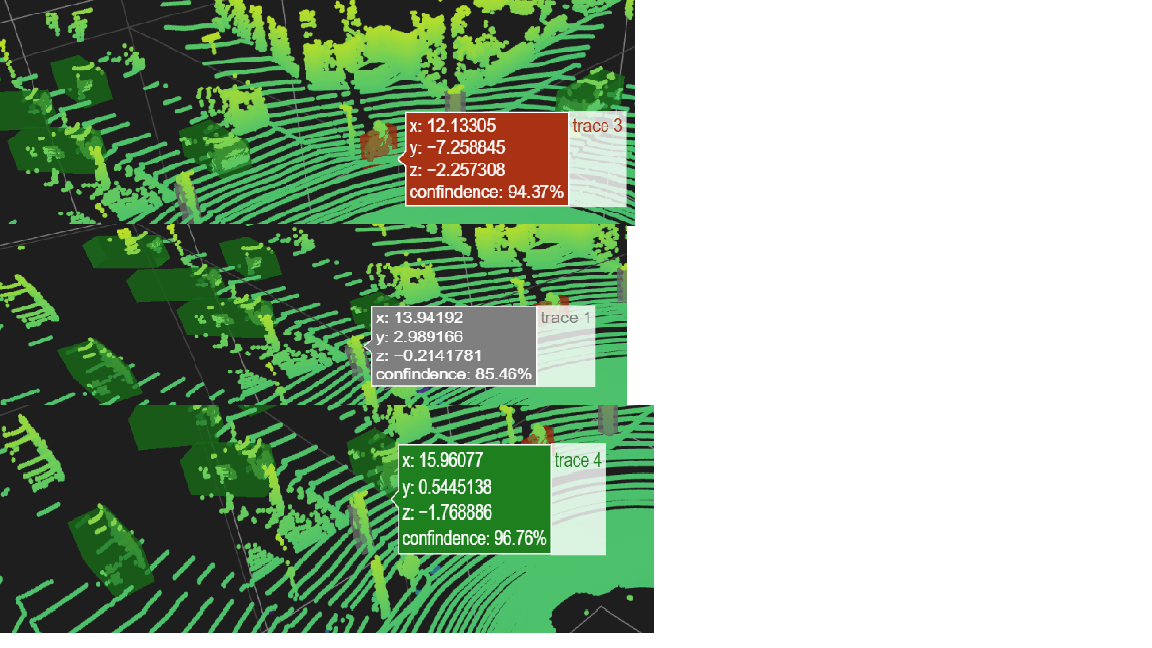 x: 12.13305 trace 3
y: −7.258845
z: −2.257308
confindence: 94.37%
x: 13.94192 trace 1
y: 2.989166
z: −0.2141781
confindence: 85.46%
x: 15.96077 trace 4
y: 0.5445138
z: −1.768886
confindence: 96.76%